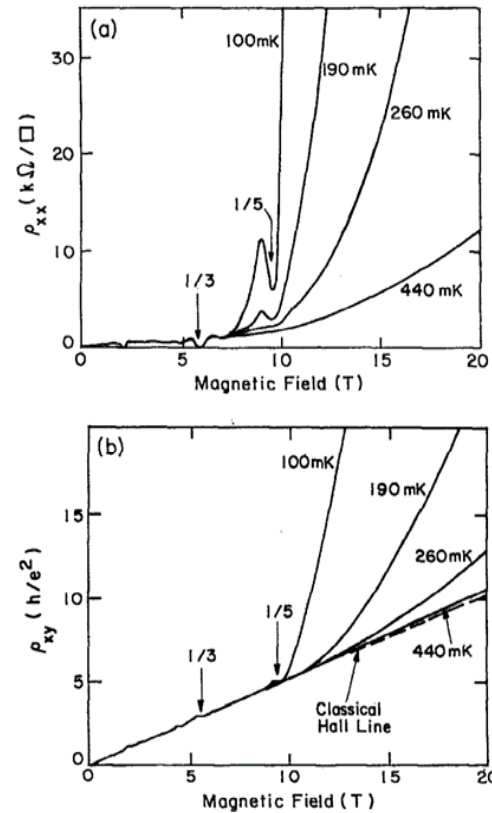 (a)
100mK
190mK
260mK
1/5
1/3
440mK
ρxx (kΩ/□)
30
20
10
0
0 5 10 15 20
Magnetic Field (T)
(b)
100mK
190mK
260mK
1/5
1/3
440mK
Classical
Hall Line
ρxy (h/e²)
15
10
5
0
0 5 10 15 20
Magnetic Field (T)